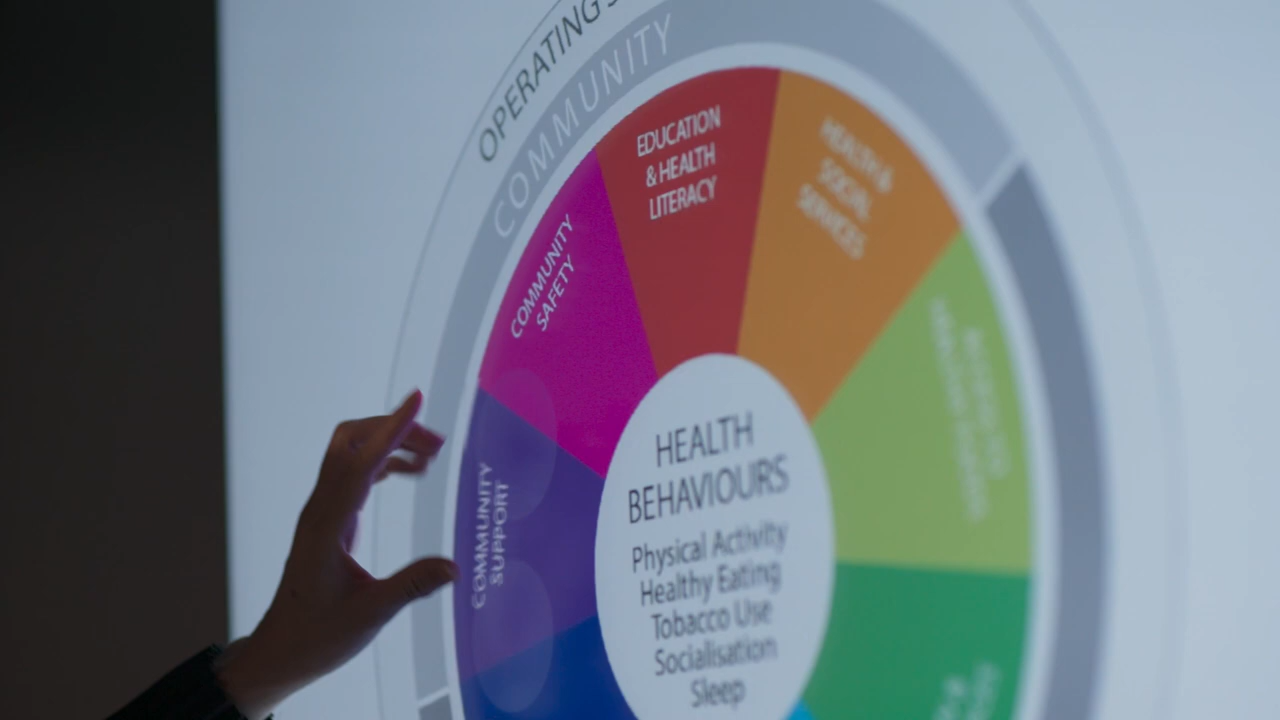 OPERATING
COMMUNITY
EDUCATION
& HEALTH
LITERACY
HEALTH &
SOCIAL
SERVICES
COMMUNITY
SAFETY
COMMUNITY
SUPPORT
HEALTH
BEHAVIOURS
Physical Activity
Healthy Eating
Tobacco Use
Socialisation
Sleep